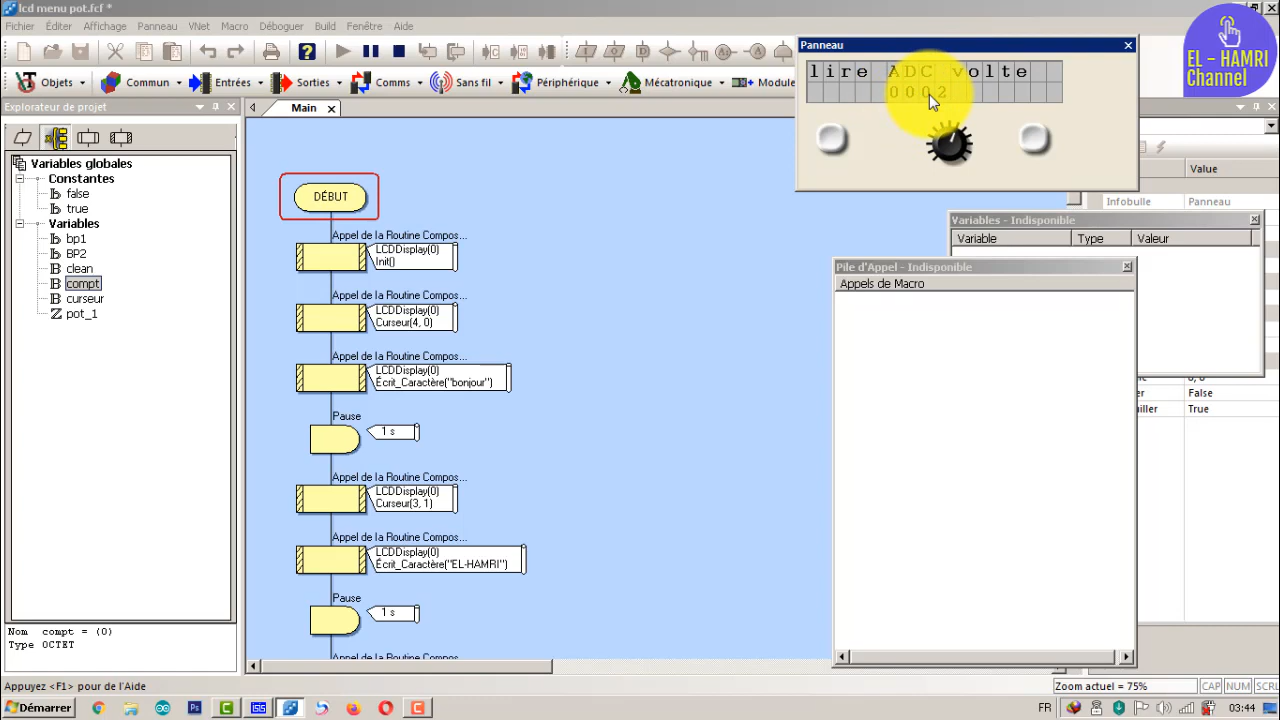 lcd menu pot.fcf *
Fichier Éditer Affichage Panneau VNet Macro Déboguer Build Fenêtre Aide
Objets Commun Entrées Sorties Comms Sans fil Périphérique Mécatronique Module
Explorateur de projet
Main
Variables globales
Constantes
false
true
Variables
bp1
BP2
clean
compt
curseur
pot_1
Nom compt = (0)
Type OCTET
DÉBUT
Appel de la Routine Compos...
LCDDisplay(0)
Init()
Appel de la Routine Compos...
LCDDisplay(0)
Curseur(4, 0)
Appel de la Routine Compos...
LCDDisplay(0)
Écrit_Caractère("bonjour")
Pause
1 s
Appel de la Routine Compos...
LCDDisplay(0)
Curseur(3, 1)
Appel de la Routine Compos...
LCDDisplay(0)
Écrit_Caractère("EL-HAMRI")
Pause
1 s
Appel de la Routine Compos...
Panneau
lire ADC volte
0002
EL - HAMRI
Channel
Value
Infobulle Panneau
Variables - Indisponible
Variable Type Valeur
Pile d'Appel - Indisponible
Appels de Macro
False
True
Appuyez <F1> pour de l'Aide
Zoom actuel = 75% CAP NUM SCRL
Démarrer
FR 03:44